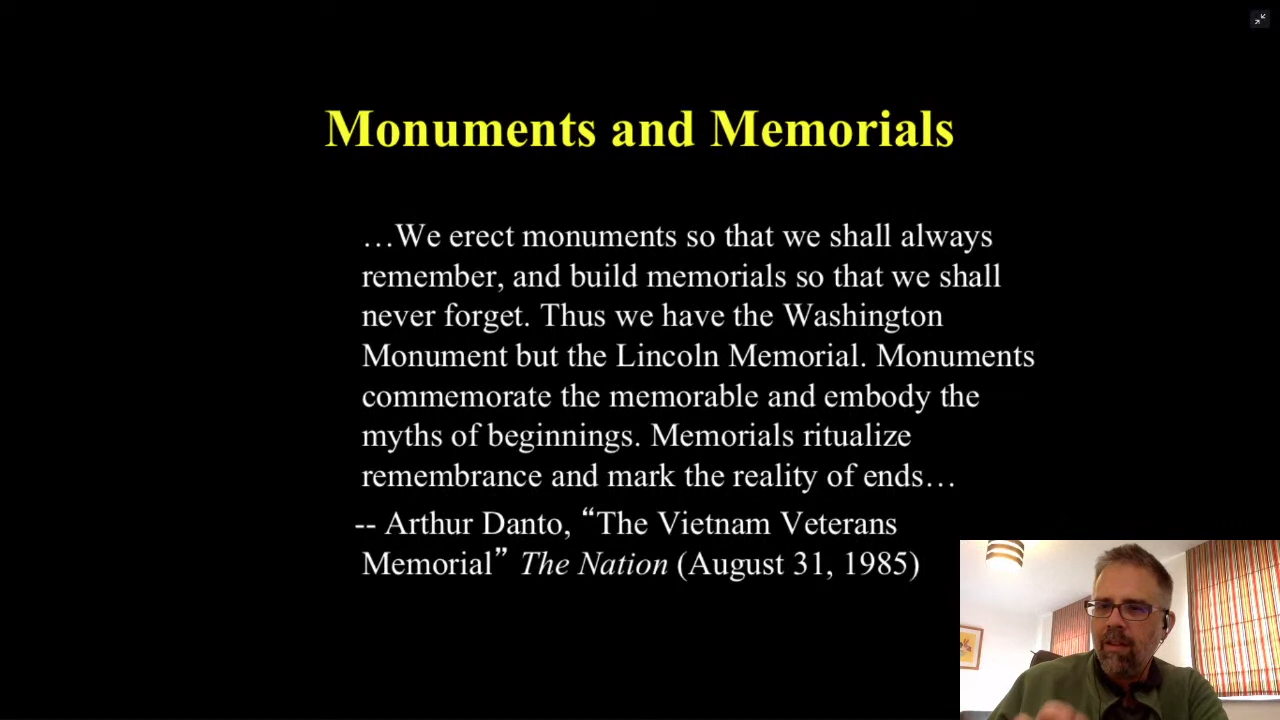 Monuments and Memorials
…We erect monuments so that we shall always
remember, and build memorials so that we shall
never forget. Thus we have the Washington
Monument but the Lincoln Memorial. Monuments
commemorate the memorable and embody the
myths of beginnings. Memorials ritualize
remembrance and mark the reality of ends…
-- Arthur Danto, “The Vietnam Veterans
Memorial” The Nation (August 31, 1985)